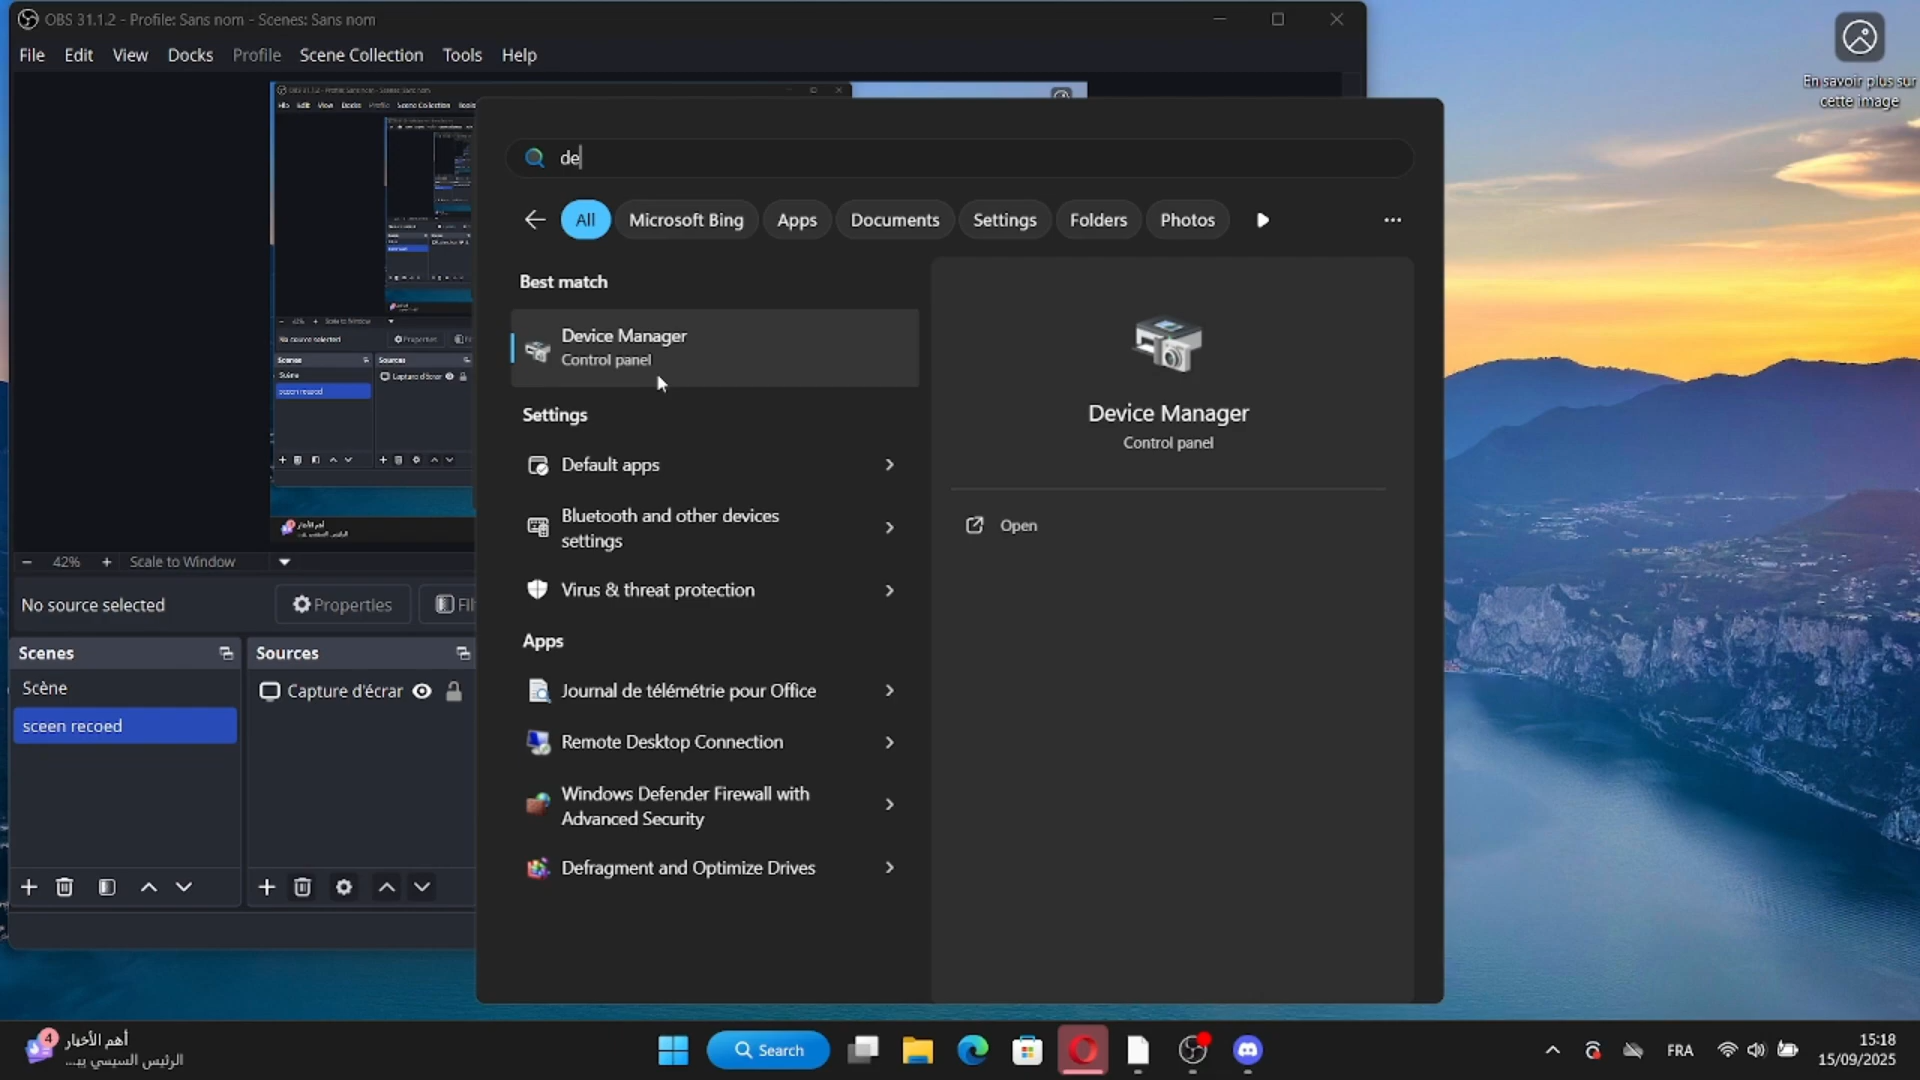 OBS 31.1.2 - Profile: Sans nom - Scenes: Sans nom
File Edit View Docks Profile Scene Collection Tools Help
En savoir plus sur
cette image
de
All Microsoft Bing Apps Documents Settings Folders Photos
Best match
Device Manager
Control panel
Settings
Default apps
Bluetooth and other devices
settings
Virus & threat protection
Apps
Journal de télémétrie pour Office
Remote Desktop Connection
Windows Defender Firewall with
Advanced Security
Defragment and Optimize Drives
Device Manager
Control panel
Open
42% Scale to Window
No source selected
Properties
Scenes
Scène
sceen recoed
Sources
Capture d'écrar
4
أهم الأخبار
الرئيس السيسي يبـ...
Search
FRA
15:18
15/09/2025